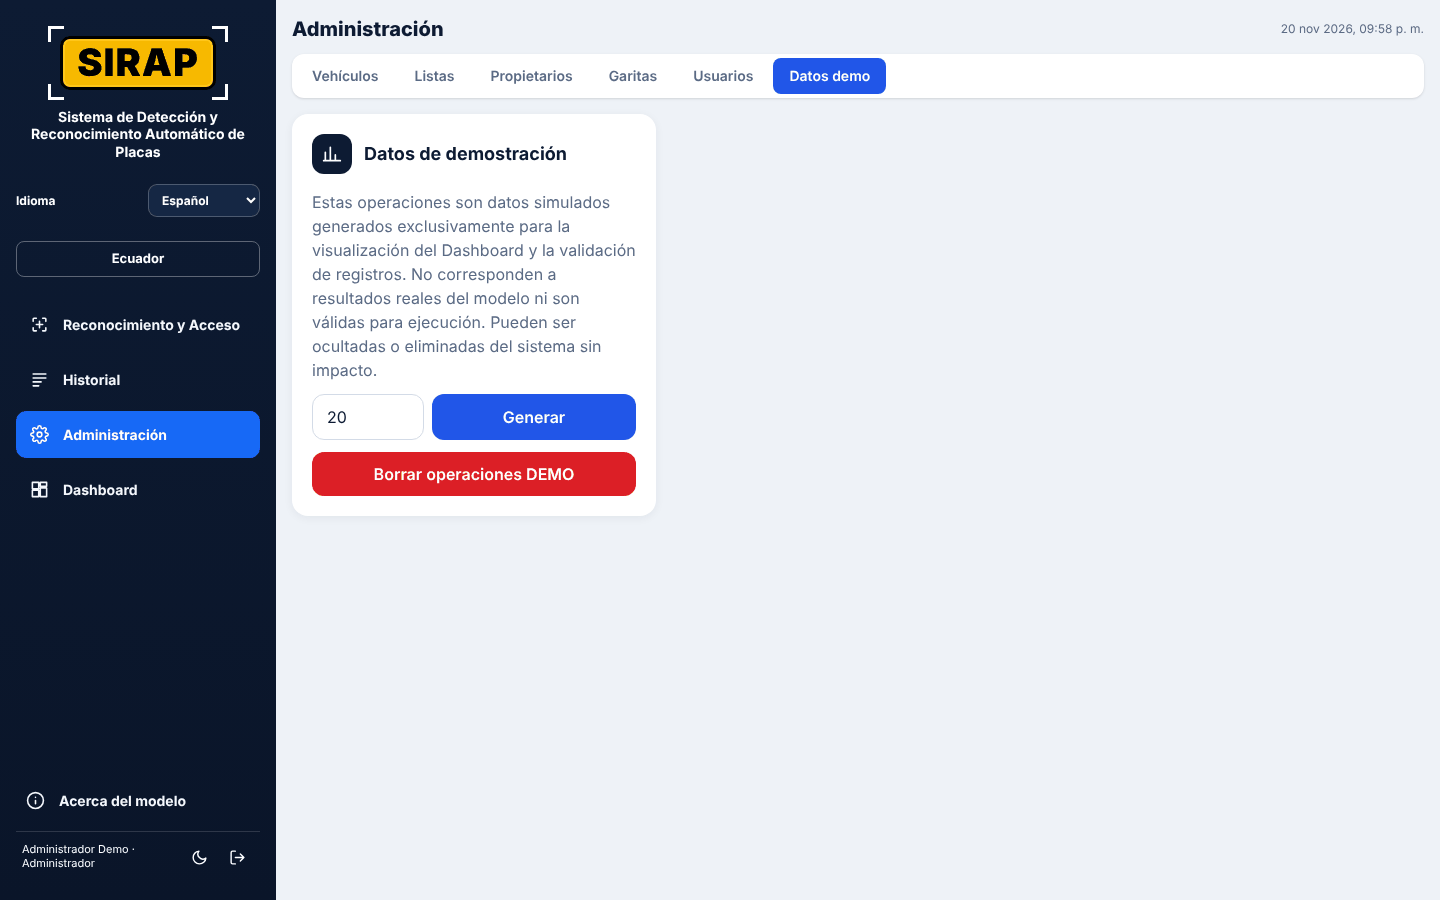 SIRAP
Sistema de Detección y
Reconocimiento Automático de
Placas
Idioma
Español
Ecuador
Reconocimiento y Acceso
Historial
Administración
Dashboard
Acerca del modelo
Administrador Demo ·
Administrador
Administración
20 nov 2026, 09:58 p. m.
Vehículos
Listas
Propietarios
Garitas
Usuarios
Datos demo
Datos de demostración
Estas operaciones son datos simulados
generados exclusivamente para la
visualización del Dashboard y la validación
de registros. No corresponden a
resultados reales del modelo ni son
válidas para ejecución. Pueden ser
ocultadas o eliminadas del sistema sin
impacto.
20
Generar
Borrar operaciones DEMO